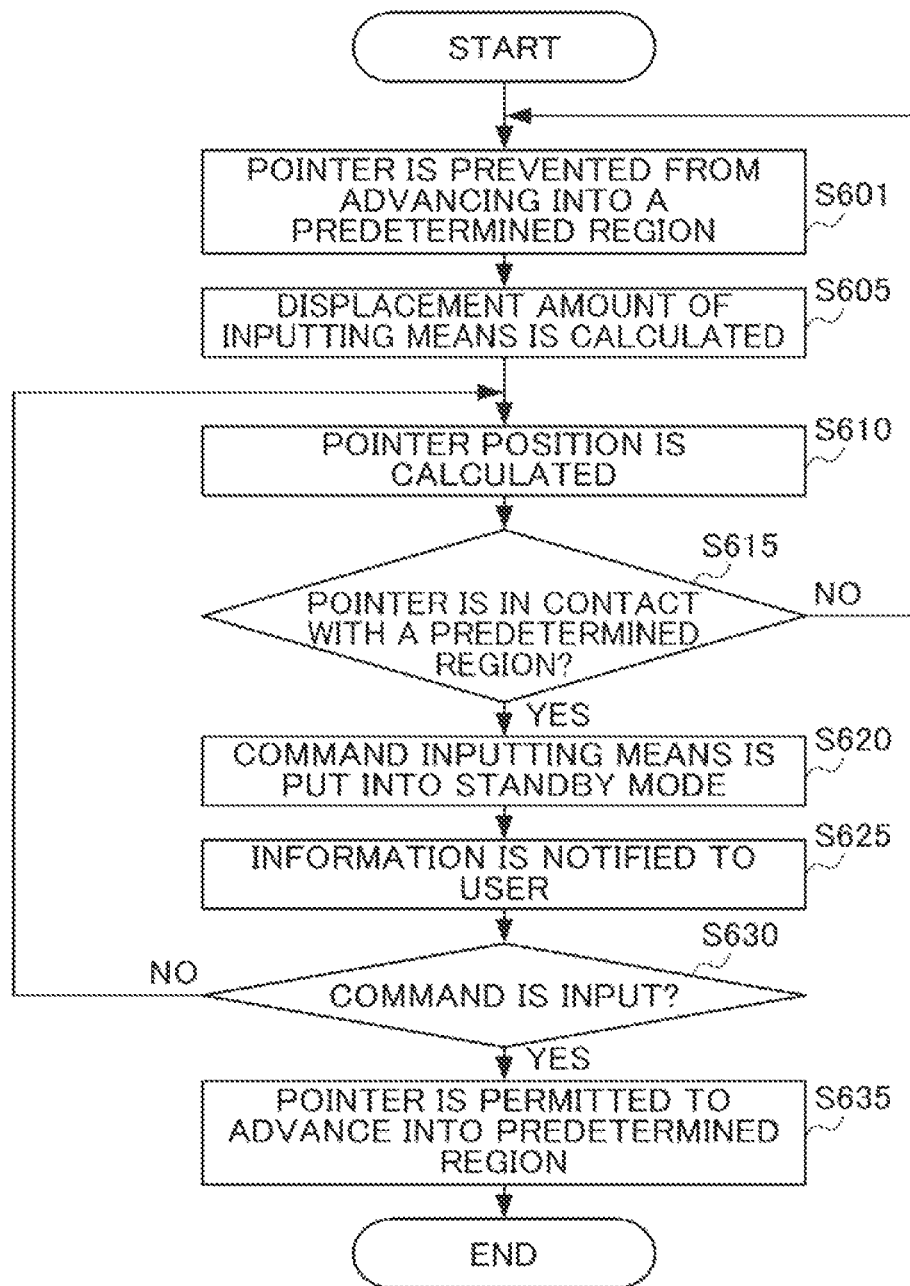 START
POINTER IS PREVENTED FROM
ADVANCING INTO A
PREDETERMINED REGION
S601
DISPLACEMENT AMOUNT OF
INPUTTING MEANS IS CALCULATED
S605
POINTER POSITION IS
CALCULATED
S610
S615
POINTER IS IN CONTACT
WITH A PREDETERMINED
REGION?
NO
YES
COMMAND INPUTTING MEANS IS
PUT INTO STANDBY MODE
S620
INFORMATION IS NOTIFIED TO
USER
S625
S630
NO
COMMAND IS INPUT?
YES
POINTER IS PERMITTED TO
ADVANCE INTO PREDETERMINED
REGION
S635
END